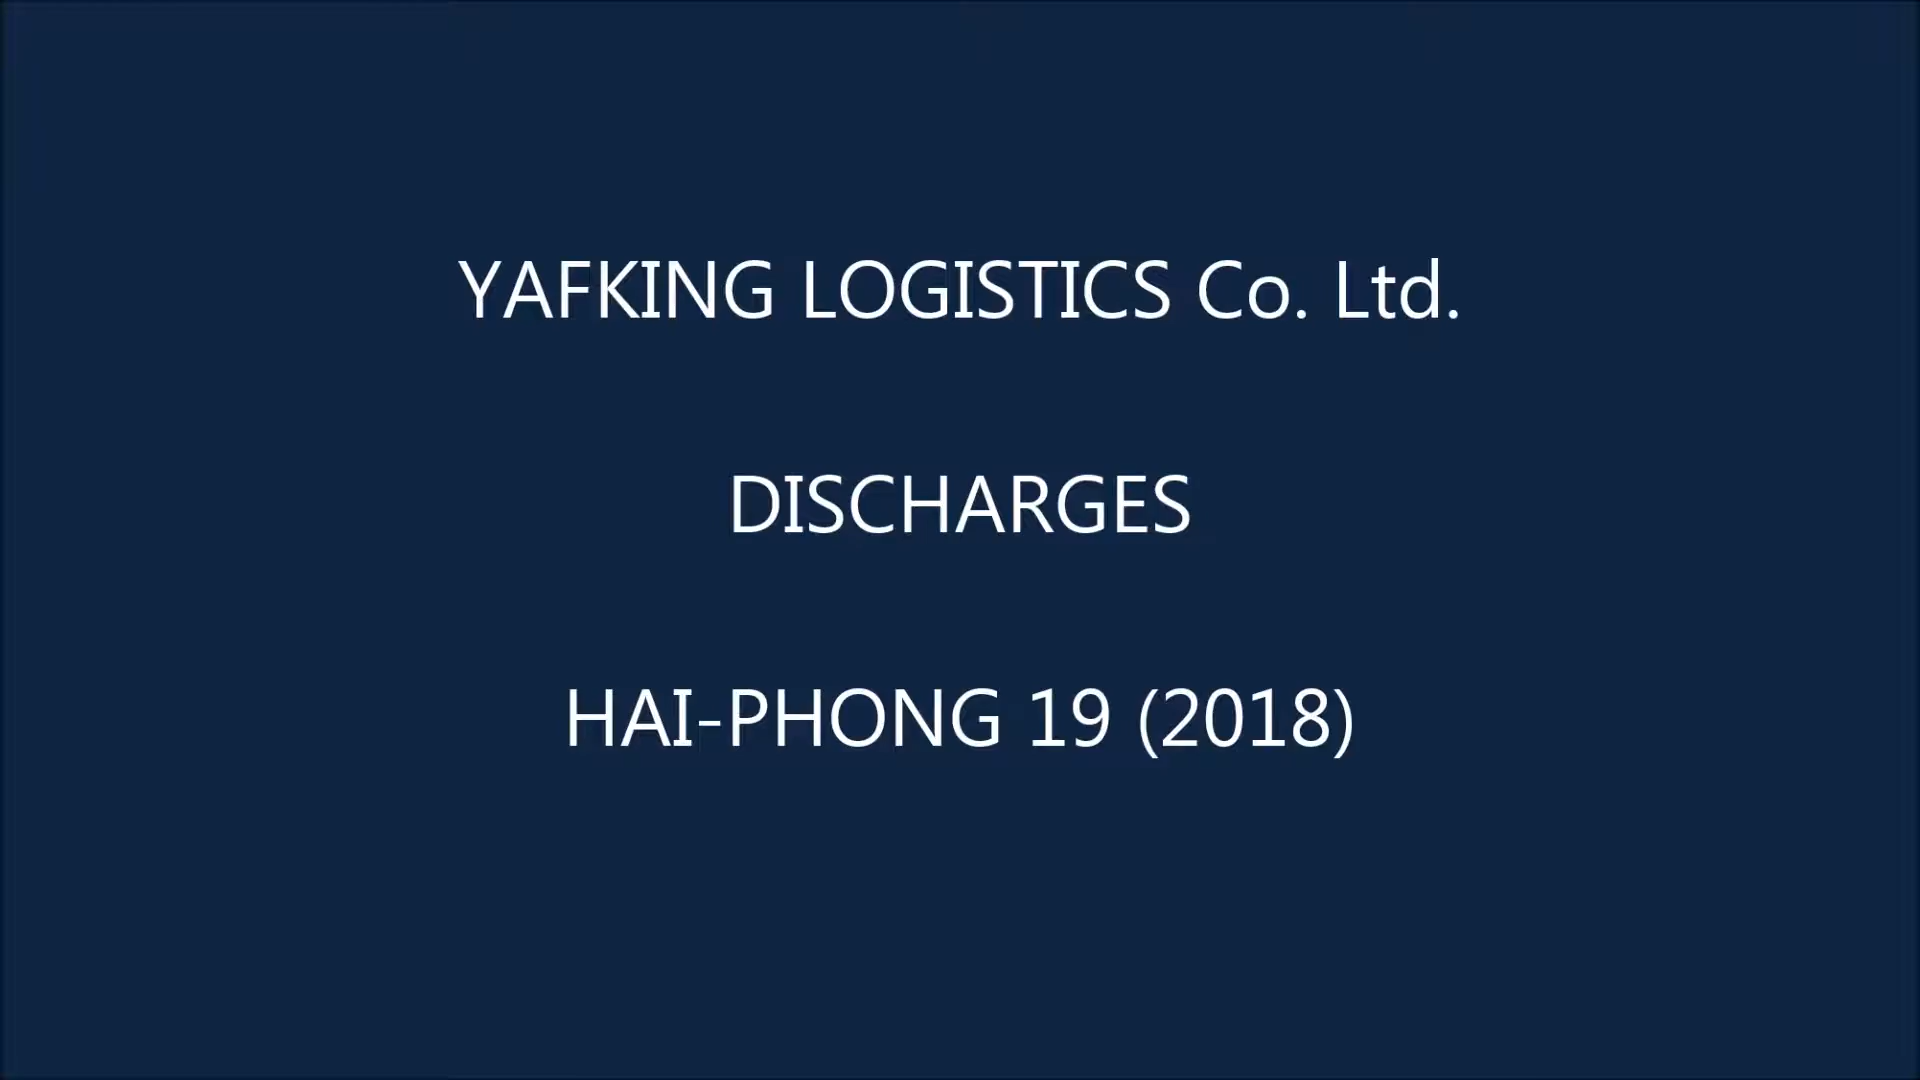 YAFKING LOGISTICS Co. Ltd.
DISCHARGES
HAI-PHONG 19 (2018)